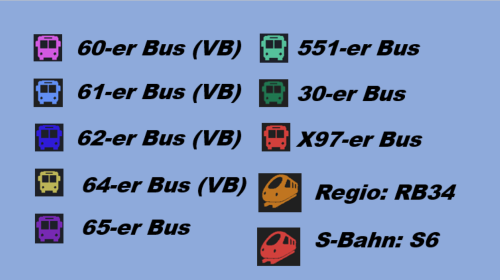 60-er Bus (VB)
61-er Bus (VB)
62-er Bus (VB)
64-er Bus (VB)
65-er Bus
551-er Bus
30-er Bus
X97-er Bus
Regio: RB34
S-Bahn: S6